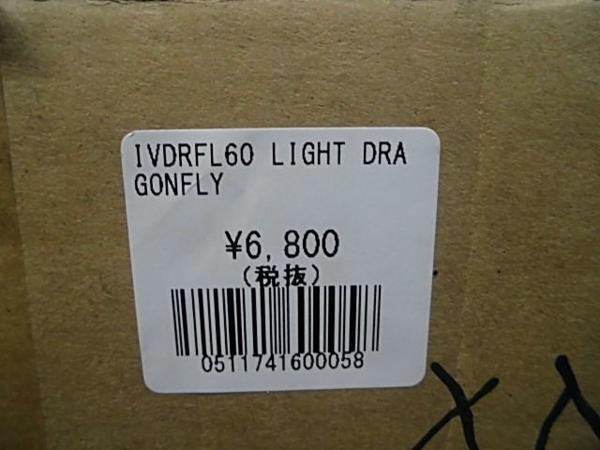 IVDRFL60 LIGHT DRA
GONFLY
¥6,800
(税抜)
0511741600058